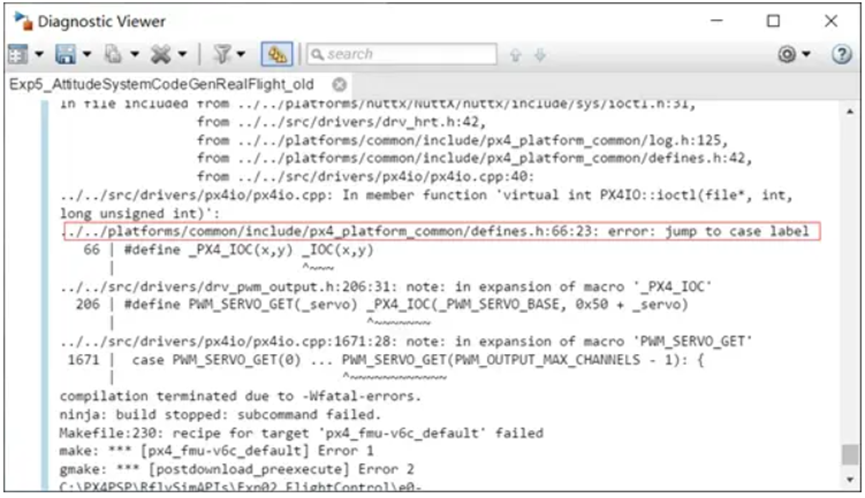 Diagnostic Viewer
search
Exp5_AttitudeSystemCodeGenRealFlight_old
In file included from ../../platforms/nuttx/NuttX/nuttx/include/sys/ioctl.h:31,
from ../../src/drivers/drv_hrt.h:42,
from ../../platforms/common/include/px4_platform_common/log.h:125,
from ../../platforms/common/include/px4_platform_common/defines.h:42,
from ../../src/drivers/px4io/px4io.cpp:40:
../../src/drivers/px4io/px4io.cpp: In member function 'virtual int PX4IO::ioctl(file*, int,
long unsigned int)':
../../platforms/common/include/px4_platform_common/defines.h:66:23: error: jump to case label
66 | #define _PX4_IOC(x,y) _IOC(x,y)
| ^~~~
../../src/drivers/drv_pwm_output.h:206:31: note: in expansion of macro '_PX4_IOC'
206 | #define PWM_SERVO_GET(_servo) _PX4_IOC(_PWM_SERVO_BASE, 0x50 + _servo)
| ^~~~~~~~
../../src/drivers/px4io/px4io.cpp:1671:28: note: in expansion of macro 'PWM_SERVO_GET'
1671 | case PWM_SERVO_GET(0) ... PWM_SERVO_GET(PWM_OUTPUT_MAX_CHANNELS - 1): {
| ^~~~~~~~~~~~~
compilation terminated due to -Wfatal-errors.
ninja: build stopped: subcommand failed.
Makefile:230: recipe for target 'px4_fmu-v6c_default' failed
make: *** [px4_fmu-v6c_default] Error 1
gmake: *** [postdownload_preexecute] Error 2
C:\PX4PSP\RflySimAPIs\Exp02_FlightControl\e0-